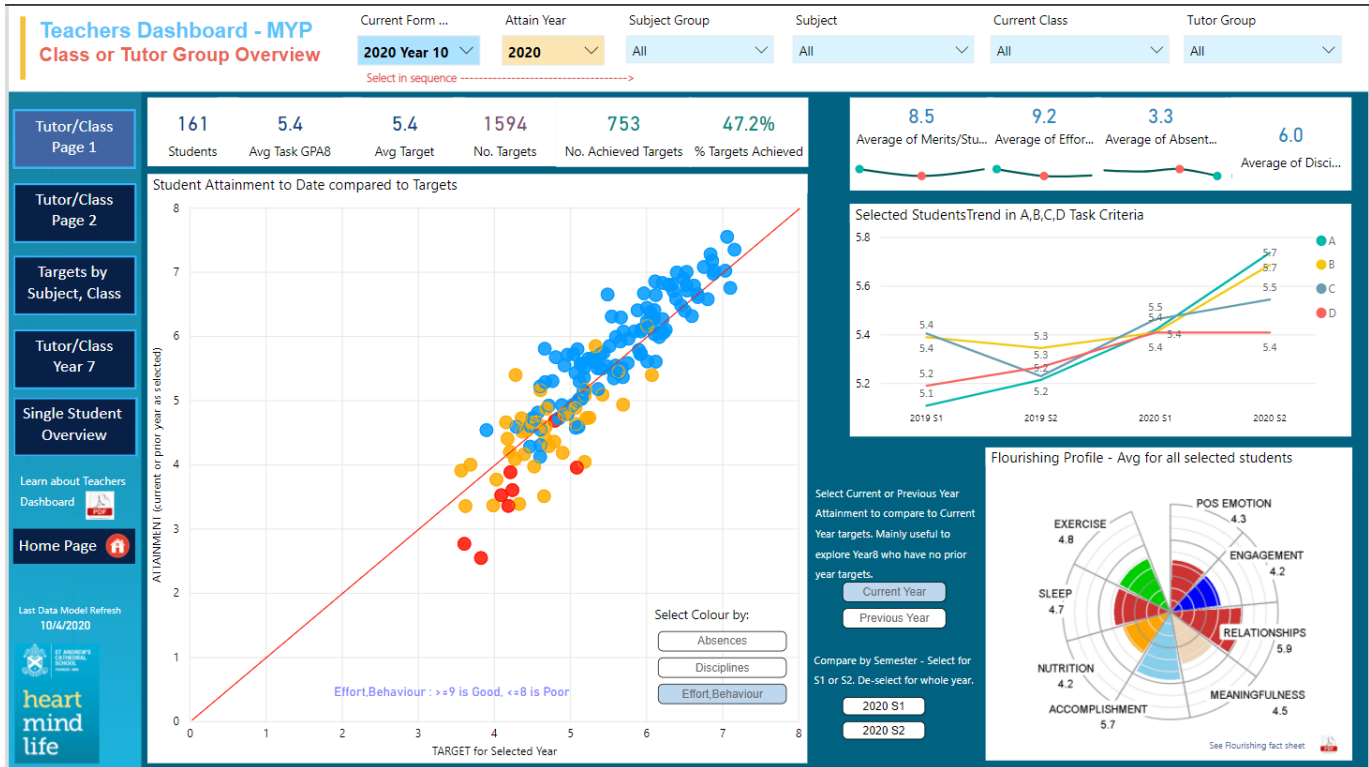 Teachers Dashboard - MYP
Class or Tutor Group Overview
Current Form ...
Attain Year
Subject Group
Subject
Current Class
Tutor Group
2020 Year 10
2020
All
All
All
All
Select in sequence ---------------------------------->
Tutor/Class
Page 1
Tutor/Class
Page 2
Targets by
Subject, Class
Tutor/Class
Year 7
Single Student
Overview
Learn about Teachers
Dashboard
PDF
Home Page
Last Data Model Refresh
10/4/2020
ST ANDREW'S
CATHEDRAL
SCHOOL
heart
mind
life
161
Students
5.4
Avg Task GPA8
5.4
Avg Target
1594
No. Targets
753
No. Achieved Targets
47.2%
% Targets Achieved
Student Attainment to Date compared to Targets
ATTAINMENT (current or prior year as selected)
8
7
6
5
4
3
2
1
0
0 1 2 3 4 5 6 7 8
TARGET for Selected Year
Effort,Behaviour : >=9 is Good, <=8 is Poor
Select Colour by:
Absences
Disciplines
Effort,Behaviour
8.5
Average of Merits/Stu...
9.2
Average of Effor...
3.3
Average of Absent...
6.0
Average of Disci...
Selected StudentsTrend in A,B,C,D Task Criteria
5.8
5.6
5.4
5.2
5.4
5.4
5.2
5.1
5.3
5.3
5.2
5.2
5.5
5.4
5.4
5.4
5.7
5.7
5.5
5.4
2019 S1
2019 S2
2020 S1
2020 S2
A
B
C
D
Select Current or Previous Year
Attainment to compare to Current
Year targets. Mainly useful to
explore Year8 who have no prior
year targets.
Current Year
Previous Year
Compare by Semester - Select for
S1 or S2. De-select for whole year.
2020 S1
2020 S2
Flourishing Profile - Avg for all selected students
POS EMOTION
4.3
ENGAGEMENT
4.2
RELATIONSHIPS
5.9
MEANINGFULNESS
4.5
ACCOMPLISHMENT
5.7
NUTRITION
4.2
SLEEP
4.7
EXERCISE
4.8
See Flourishing fact sheet
PDF